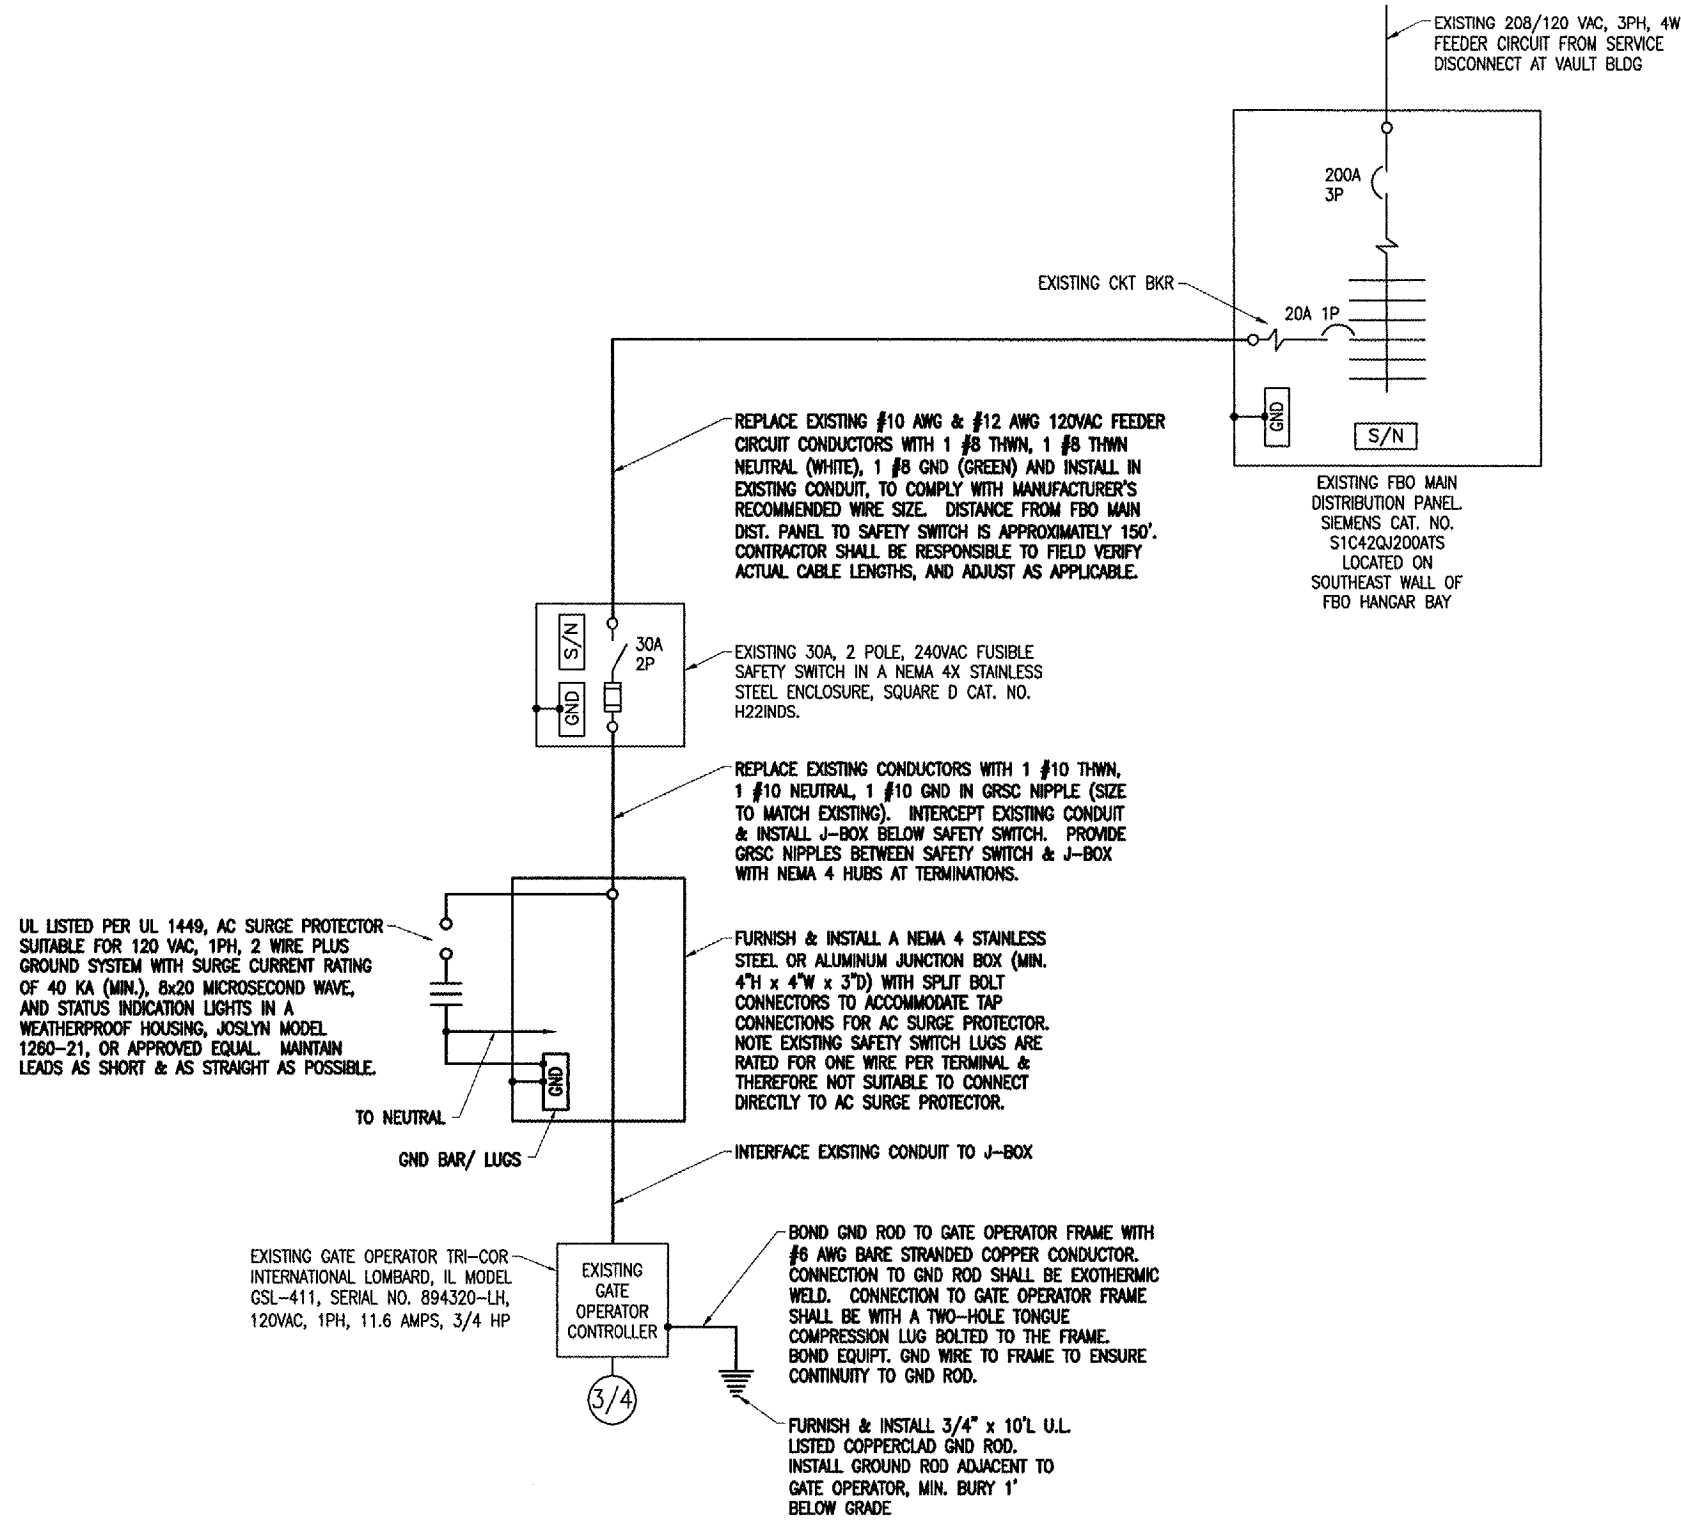 EXISTING 208/120 VAC, 3PH, 4W
FEEDER CIRCUIT FROM SERVICE
DISCONNECT AT VAULT BLDG
200A
3P
EXISTING CKT BKR
20A 1P
GND
S/N
EXISTING FBO MAIN
DISTRIBUTION PANEL.
SIEMENS CAT. NO.
S1C42QJ200ATS
LOCATED ON
SOUTHEAST WALL OF
FBO HANGAR BAY
REPLACE EXISTING #10 AWG & #12 AWG 120VAC FEEDER
CIRCUIT CONDUCTORS WITH 1 #8 THWN, 1 #8 THWN
NEUTRAL (WHITE), 1 #8 GND (GREEN) AND INSTALL IN
EXISTING CONDUIT, TO COMPLY WITH MANUFACTURER'S
RECOMMENDED WIRE SIZE. DISTANCE FROM FBO MAIN
DIST. PANEL TO SAFETY SWITCH IS APPROXIMATELY 150'.
CONTRACTOR SHALL BE RESPONSIBLE TO FIELD VERIFY
ACTUAL CABLE LENGTHS, AND ADJUST AS APPLICABLE.
S/N
30A
2P
GND
EXISTING 30A, 2 POLE, 240VAC FUSIBLE
SAFETY SWITCH IN A NEMA 4X STAINLESS
STEEL ENCLOSURE, SQUARE D CAT. NO.
H22INDS.
REPLACE EXISTING CONDUCTORS WITH 1 #10 THWN,
1 #10 NEUTRAL, 1 #10 GND IN GRSC NIPPLE (SIZE
TO MATCH EXISTING). INTERCEPT EXISTING CONDUIT
& INSTALL J-BOX BELOW SAFETY SWITCH. PROVIDE
GRSC NIPPLES BETWEEN SAFETY SWITCH & J-BOX
WITH NEMA 4 HUBS AT TERMINATIONS.
UL LISTED PER UL 1449, AC SURGE PROTECTOR
SUITABLE FOR 120 VAC, 1PH, 2 WIRE PLUS
GROUND SYSTEM WITH SURGE CURRENT RATING
OF 40 KA (MIN.), 8x20 MICROSECOND WAVE,
AND STATUS INDICATION LIGHTS IN A
WEATHERPROOF HOUSING, JOSLYN MODEL
1260-21, OR APPROVED EQUAL. MAINTAIN
LEADS AS SHORT & AS STRAIGHT AS POSSIBLE.
FURNISH & INSTALL A NEMA 4 STAINLESS
STEEL OR ALUMINUM JUNCTION BOX (MIN.
4"H x 4"W x 3"D) WITH SPLIT BOLT
CONNECTORS TO ACCOMMODATE TAP
CONNECTIONS FOR AC SURGE PROTECTOR.
NOTE EXISTING SAFETY SWITCH LUGS ARE
RATED FOR ONE WIRE PER TERMINAL &
THEREFORE NOT SUITABLE TO CONNECT
DIRECTLY TO AC SURGE PROTECTOR.
GND
TO NEUTRAL
GND BAR/ LUGS
INTERFACE EXISTING CONDUIT TO J-BOX
EXISTING GATE OPERATOR TRI-COR
INTERNATIONAL LOMBARD, IL MODEL
GSL-411, SERIAL NO. 894320-LH,
120VAC, 1PH, 11.6 AMPS, 3/4 HP
EXISTING
GATE
OPERATOR
CONTROLLER
3/4
BOND GND ROD TO GATE OPERATOR FRAME WITH
#6 AWG BARE STRANDED COPPER CONDUCTOR.
CONNECTION TO GND ROD SHALL BE EXOTHERMIC
WELD. CONNECTION TO GATE OPERATOR FRAME
SHALL BE WITH A TWO-HOLE TONGUE
COMPRESSION LUG BOLTED TO THE FRAME.
BOND EQUIPT. GND WIRE TO FRAME TO ENSURE
CONTINUITY TO GND ROD.
FURNISH & INSTALL 3/4" x 10'L U.L.
LISTED COPPERCLAD GND ROD.
INSTALL GROUND ROD ADJACENT TO
GATE OPERATOR, MIN. BURY 1'
BELOW GRADE